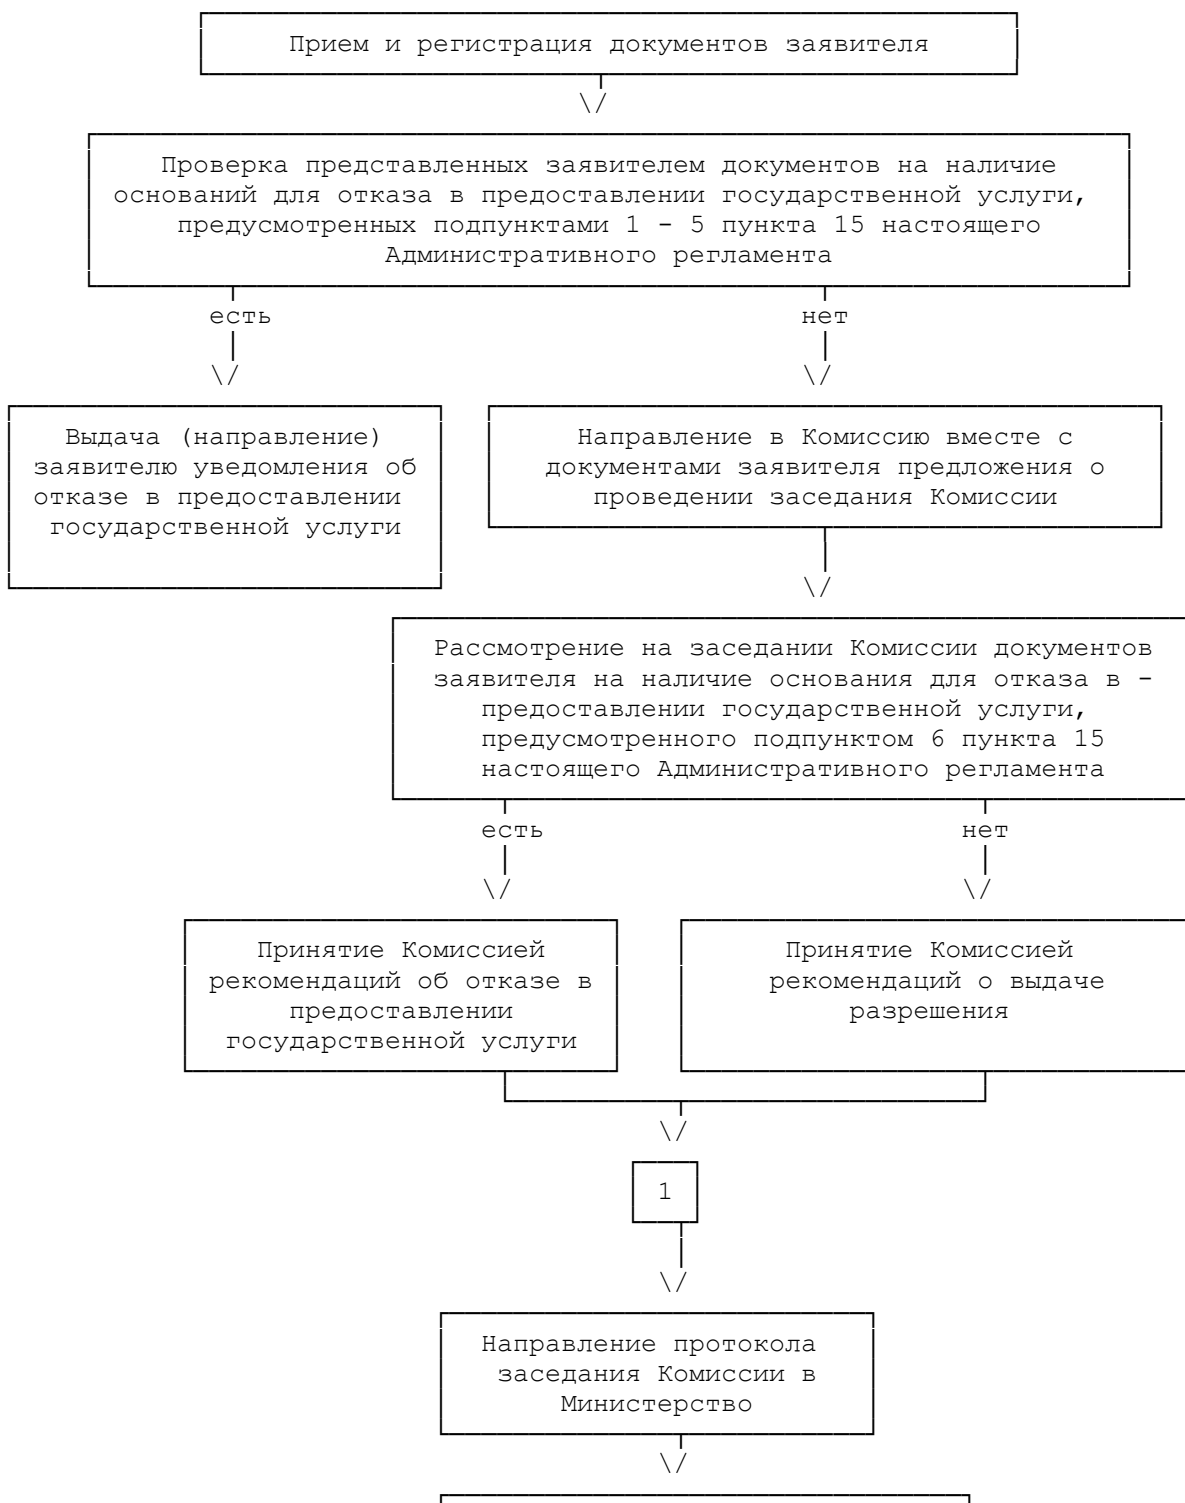 Прием и регистрация документов заявителя
Проверка представленных заявителем документов на наличие
оснований для отказа в предоставлении государственной услуги,
предусмотренных подпунктами 1 - 5 пункта 15 настоящего
Административного регламента
есть
нет
Выдача (направление)
заявителю уведомления об
отказе в предоставлении
государственной услуги
Направление в Комиссию вместе с
документами заявителя предложения о
проведении заседания Комиссии
Рассмотрение на заседании Комиссии документов
заявителя на наличие основания для отказа в -
предоставлении государственной услуги,
предусмотренного подпунктом 6 пункта 15
настоящего Административного регламента
есть
нет
Принятие Комиссией
рекомендаций об отказе в
предоставлении
государственной услуги
Принятие Комиссией
рекомендаций о выдаче
разрешения
1
Направление протокола
заседания Комиссии в
Министерство